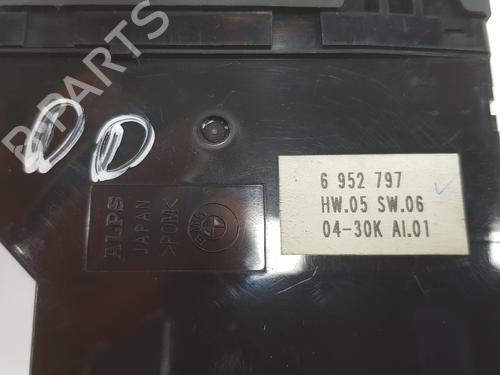 B-PARTS
6 952 797
HW.05 SW.06
04-30K AI.01
ALPS
JAPAN
>POM<